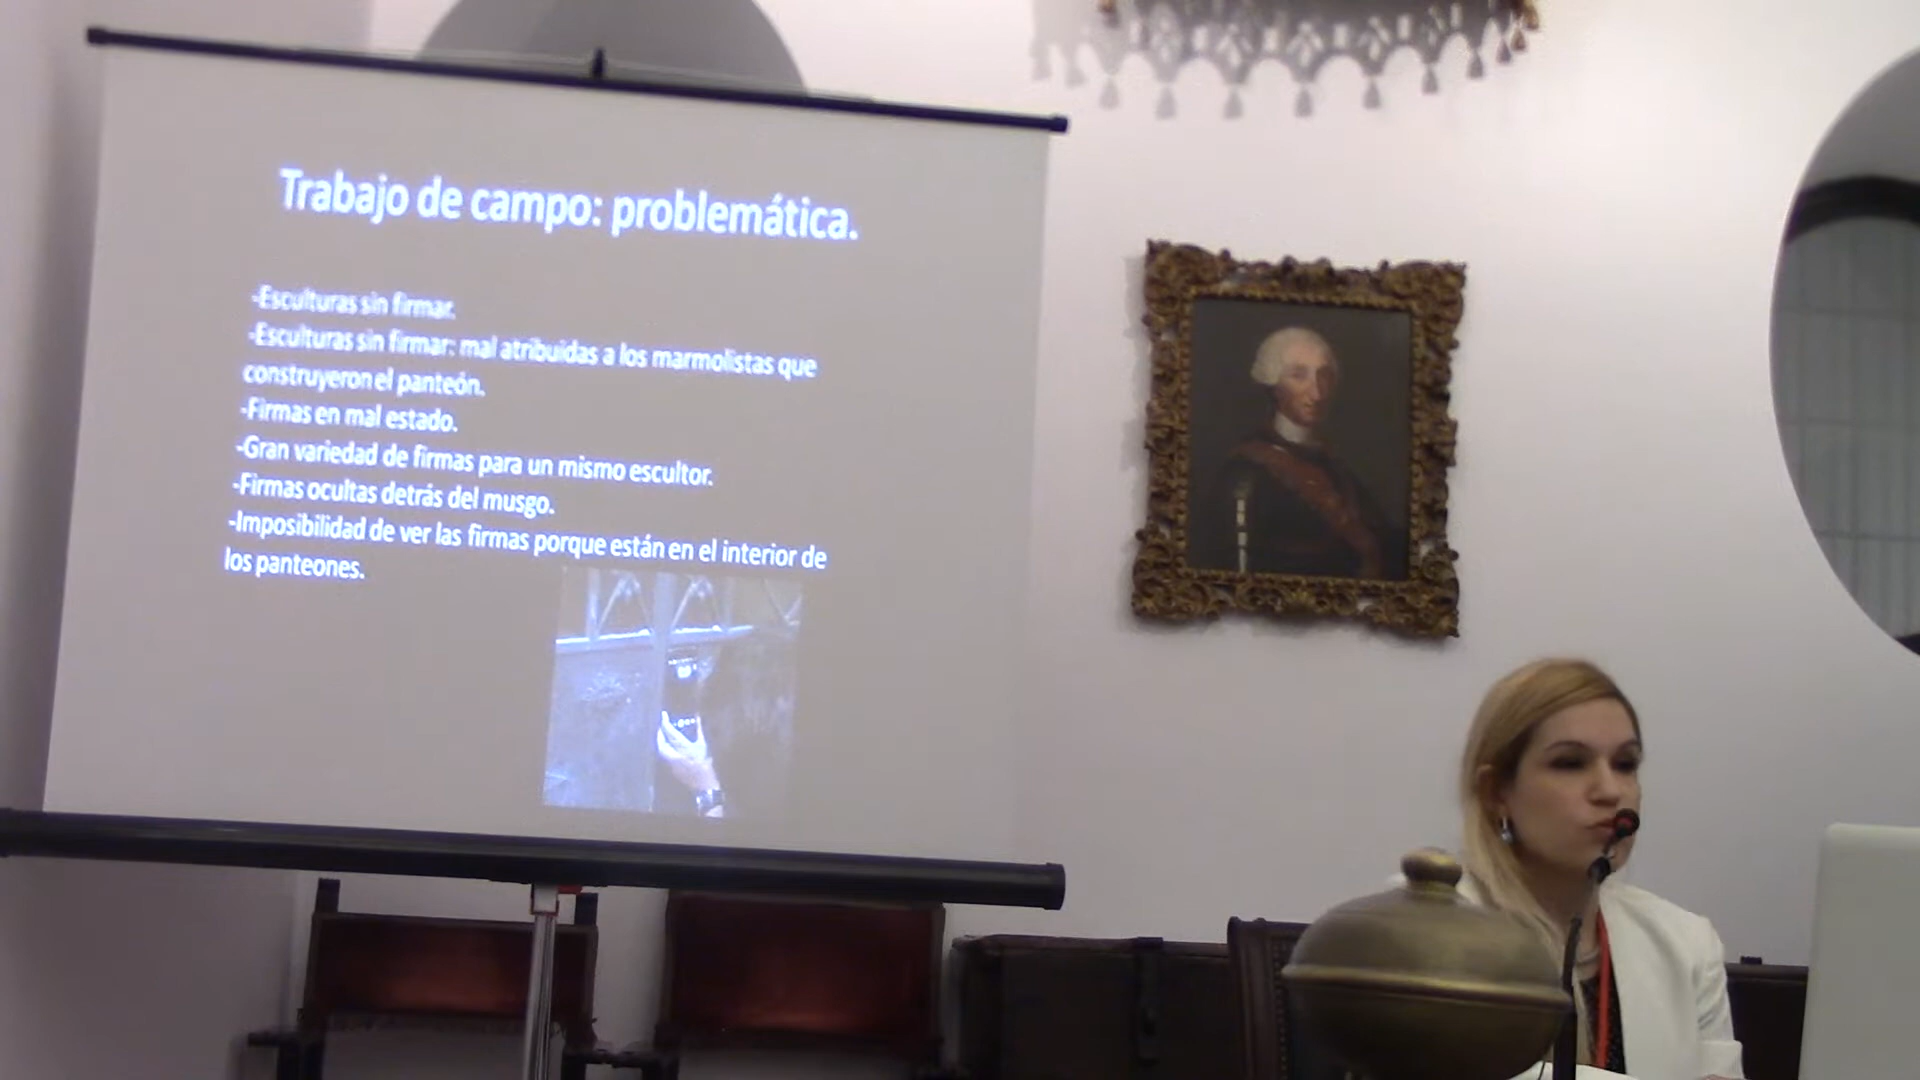 Trabajo de campo: problemática.
-Esculturas sin firmar.
-Esculturas sin firmar: mal atribuidas a los marmolistas que
construyeron el panteón.
-Firmas en mal estado.
-Gran variedad de firmas para un mismo escultor.
-Firmas ocultas detrás del musgo.
-Imposibilidad de ver las firmas porque están en el interior de
los panteones.